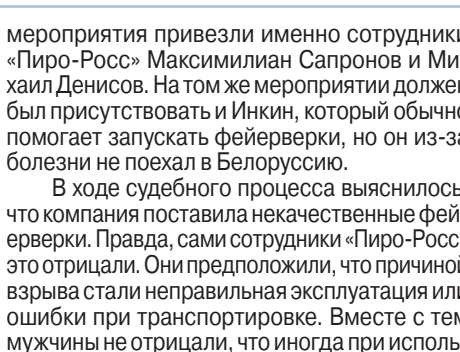 мероприятия привезли именно сотрудники
«Пиро-Росс» Максимилиан Сапронов и Ми-
хаил Денисов. На том же мероприятии должен
был присутствовать и Инкин, который обычно
помогает запускать фейерверки, но он из-за
болезни не поехал в Белоруссию.
В ходе судебного процесса выяснилось,
что компания поставила некачественные фей-
ерверки. Правда, сами сотрудники «Пиро-Росс»
это отрицали. Они предположили, что причиной
взрыва стали неправильная эксплуатация или
ошибки при транспортировке. Вместе с тем
мужчины не отрицали, что иногда при исполь-